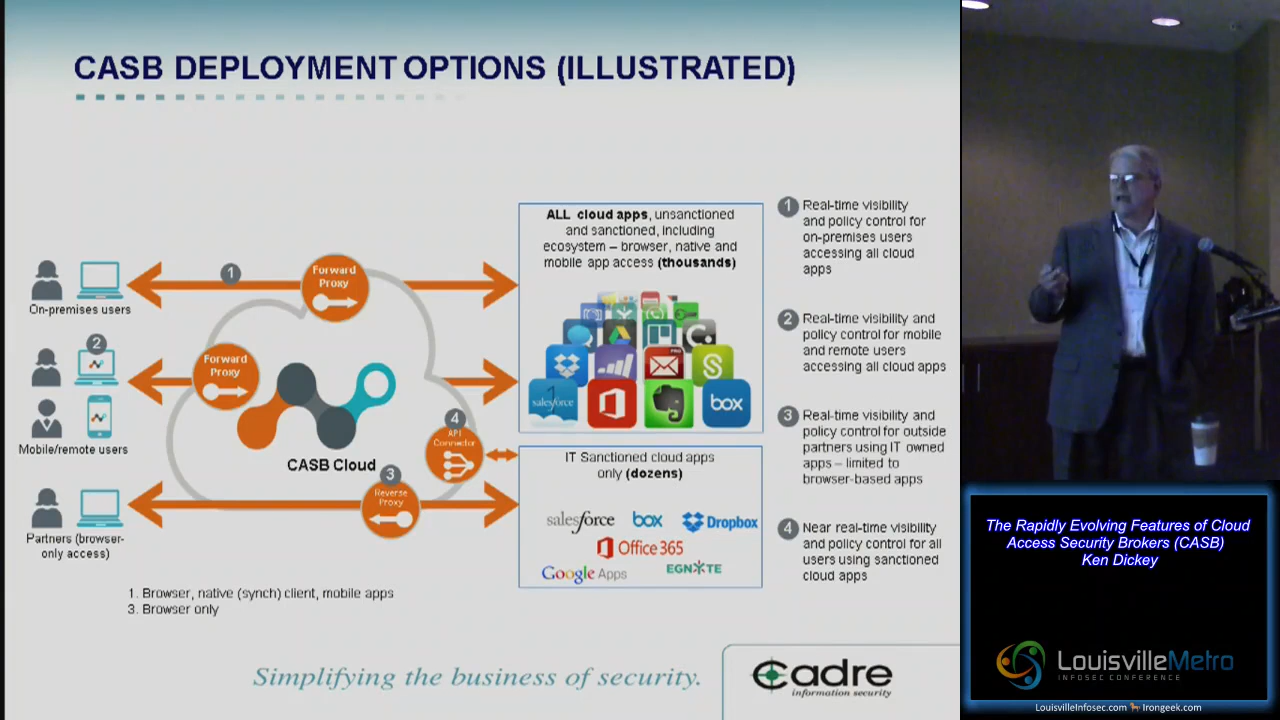 CASB DEPLOYMENT OPTIONS (ILLUSTRATED)
On-premises users
1
Forward
Proxy
2
Forward
Proxy
Mobile/remote users
CASB Cloud
4
API
Connector
3
Reverse
Proxy
Partners (browser-
only access)
1. Browser, native (synch) client, mobile apps
3. Browser only
ALL cloud apps, unsanctioned
and sanctioned, including
ecosystem – browser, native and
mobile app access (thousands)
salesforce
box
IT Sanctioned cloud apps
only (dozens)
salesforce box Dropbox
Office 365
Google Apps EGNYTE
1 Real-time visibility
and policy control for
on-premises users
accessing all cloud
apps
2 Real-time visibility and
policy control for mobile
and remote users
accessing all cloud apps
3 Real-time visibility and
policy control for outside
partners using IT owned
apps – limited to
browser-based apps
4 Near real-time visibility
and policy control for all
users using sanctioned
cloud apps
Simplifying the business of security.
Cadre
information security
The Rapidly Evolving Features of Cloud
Access Security Brokers (CASB)
Ken Dickey
LouisvilleMetro
INFOSEC CONFERENCE
LouisvilleInfosec.com Irongeek.com